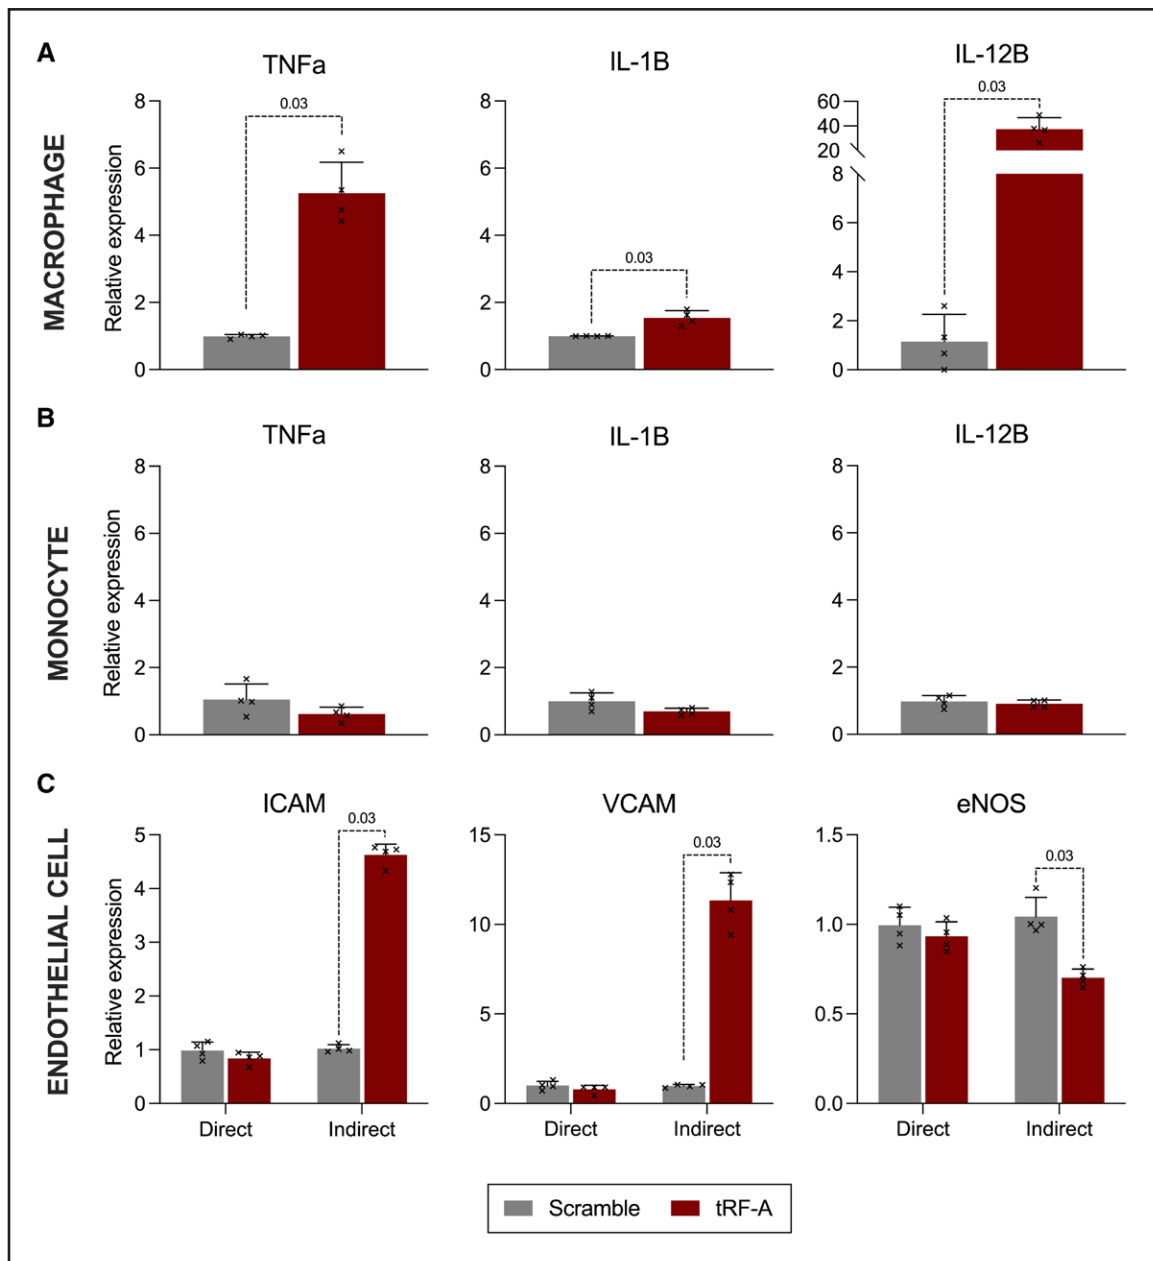 A
MACROPHAGE
TNFa
IL-1B
IL-12B
Relative expression
8
6
4
2
0
0.03
8
6
4
2
0
0.03
60
40
20
8
6
4
2
0
0.03
B
MONOCYTE
TNFa
IL-1B
IL-12B
Relative expression
8
6
4
2
0
8
6
4
2
0
8
6
4
2
0
C
ENDOTHELIAL CELL
ICAM
VCAM
eNOS
Relative expression
5
4
3
2
1
0
0.03
Direct Indirect
15
10
5
0
0.03
Direct Indirect
1.5
1.0
0.5
0.0
0.03
Direct Indirect
Scramble tRF-A